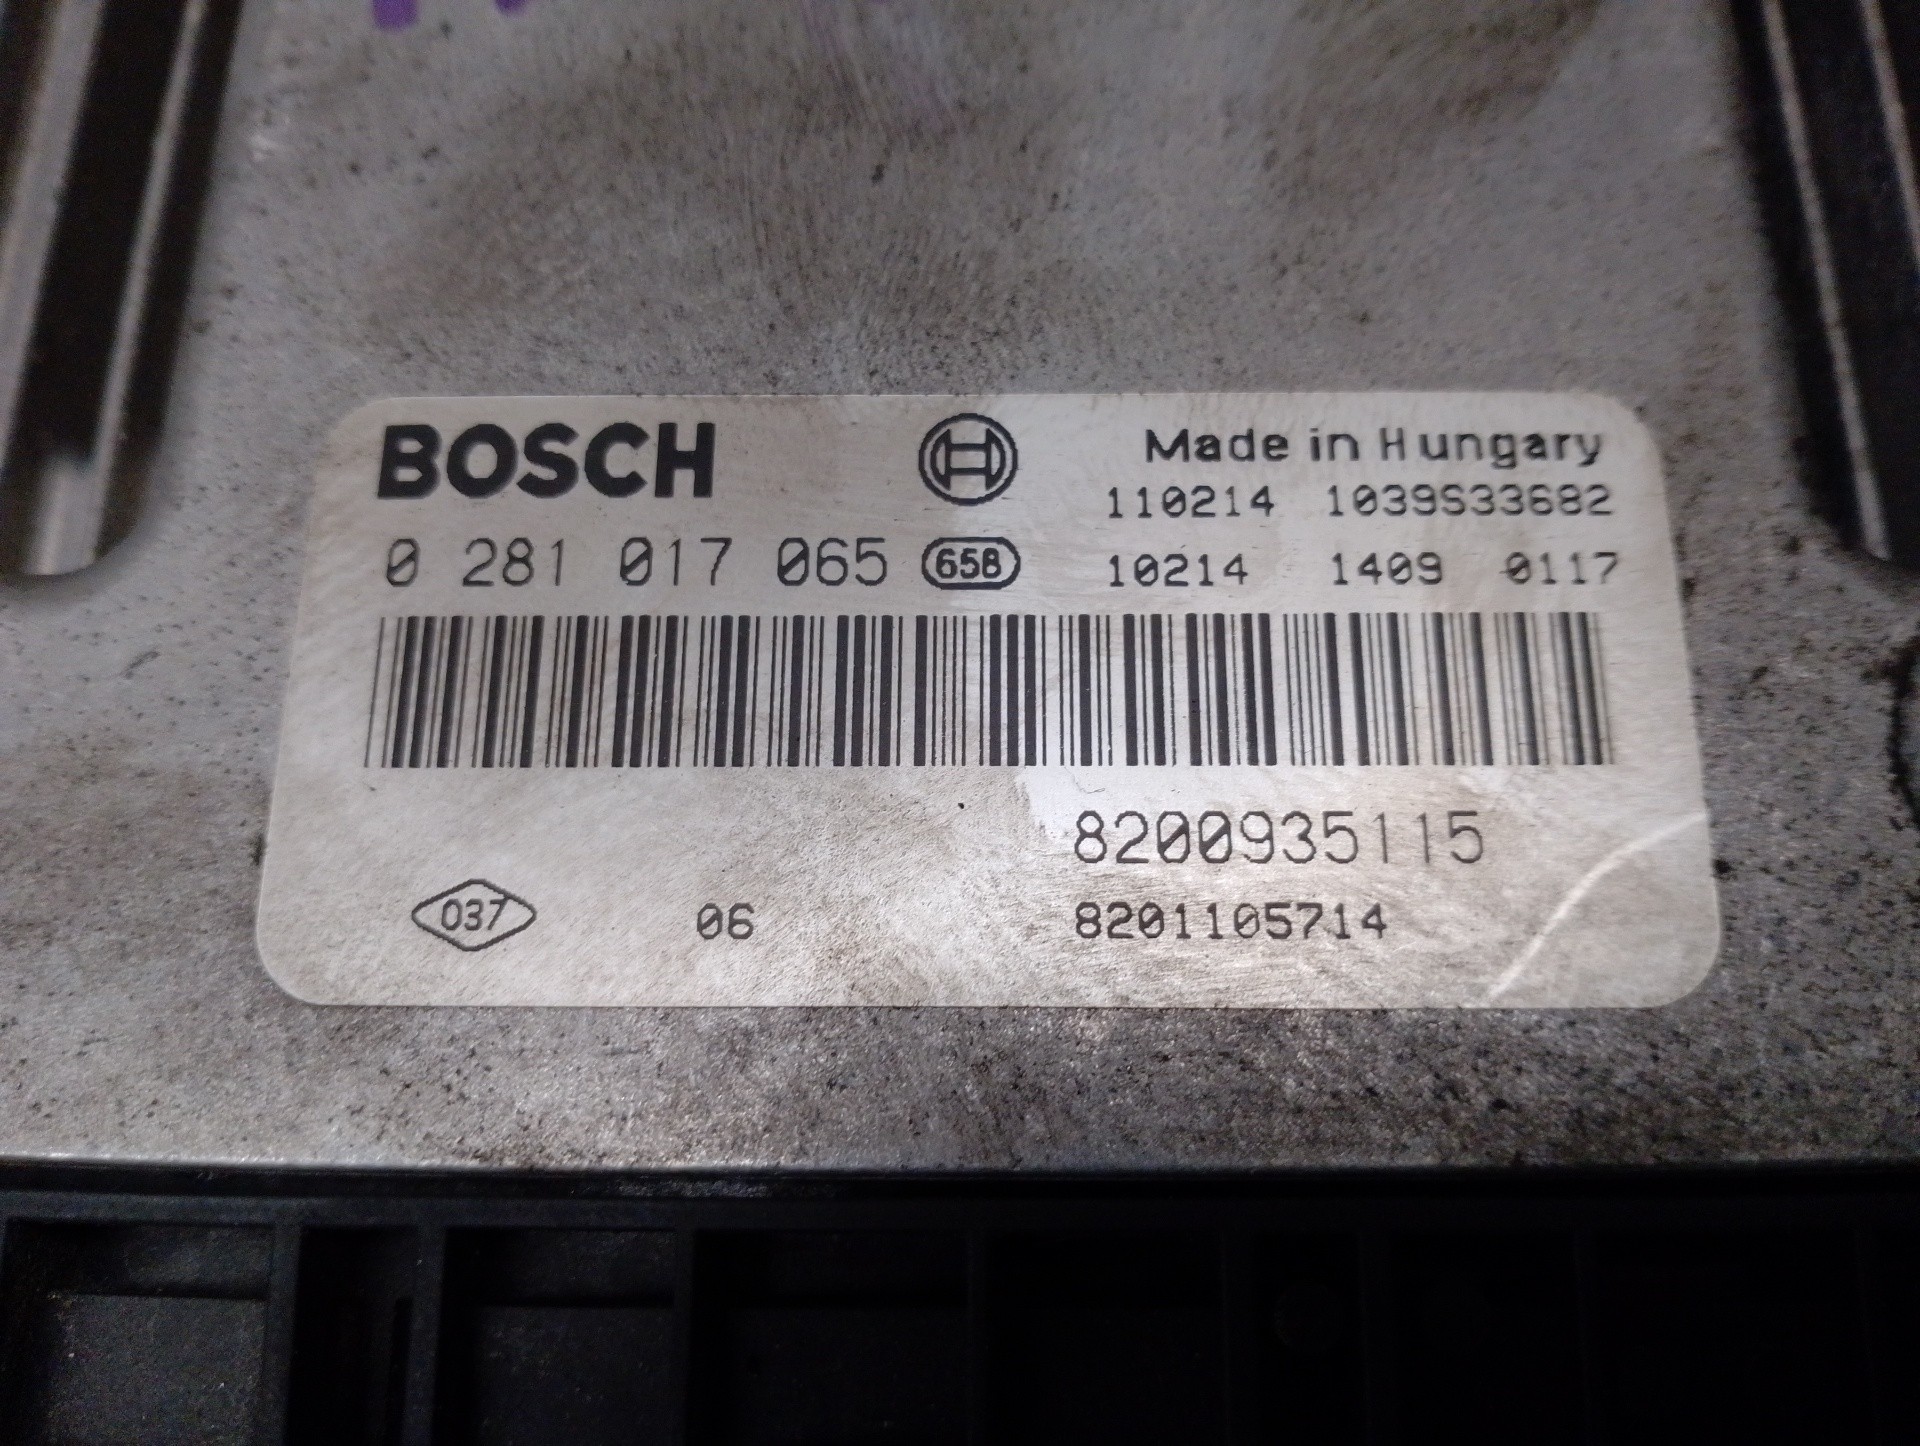 BOSCH
Made in Hungary
110214 1039S33682
0 281 017 065 658 10214 1409 0117
8200935115
037 06 8201105714